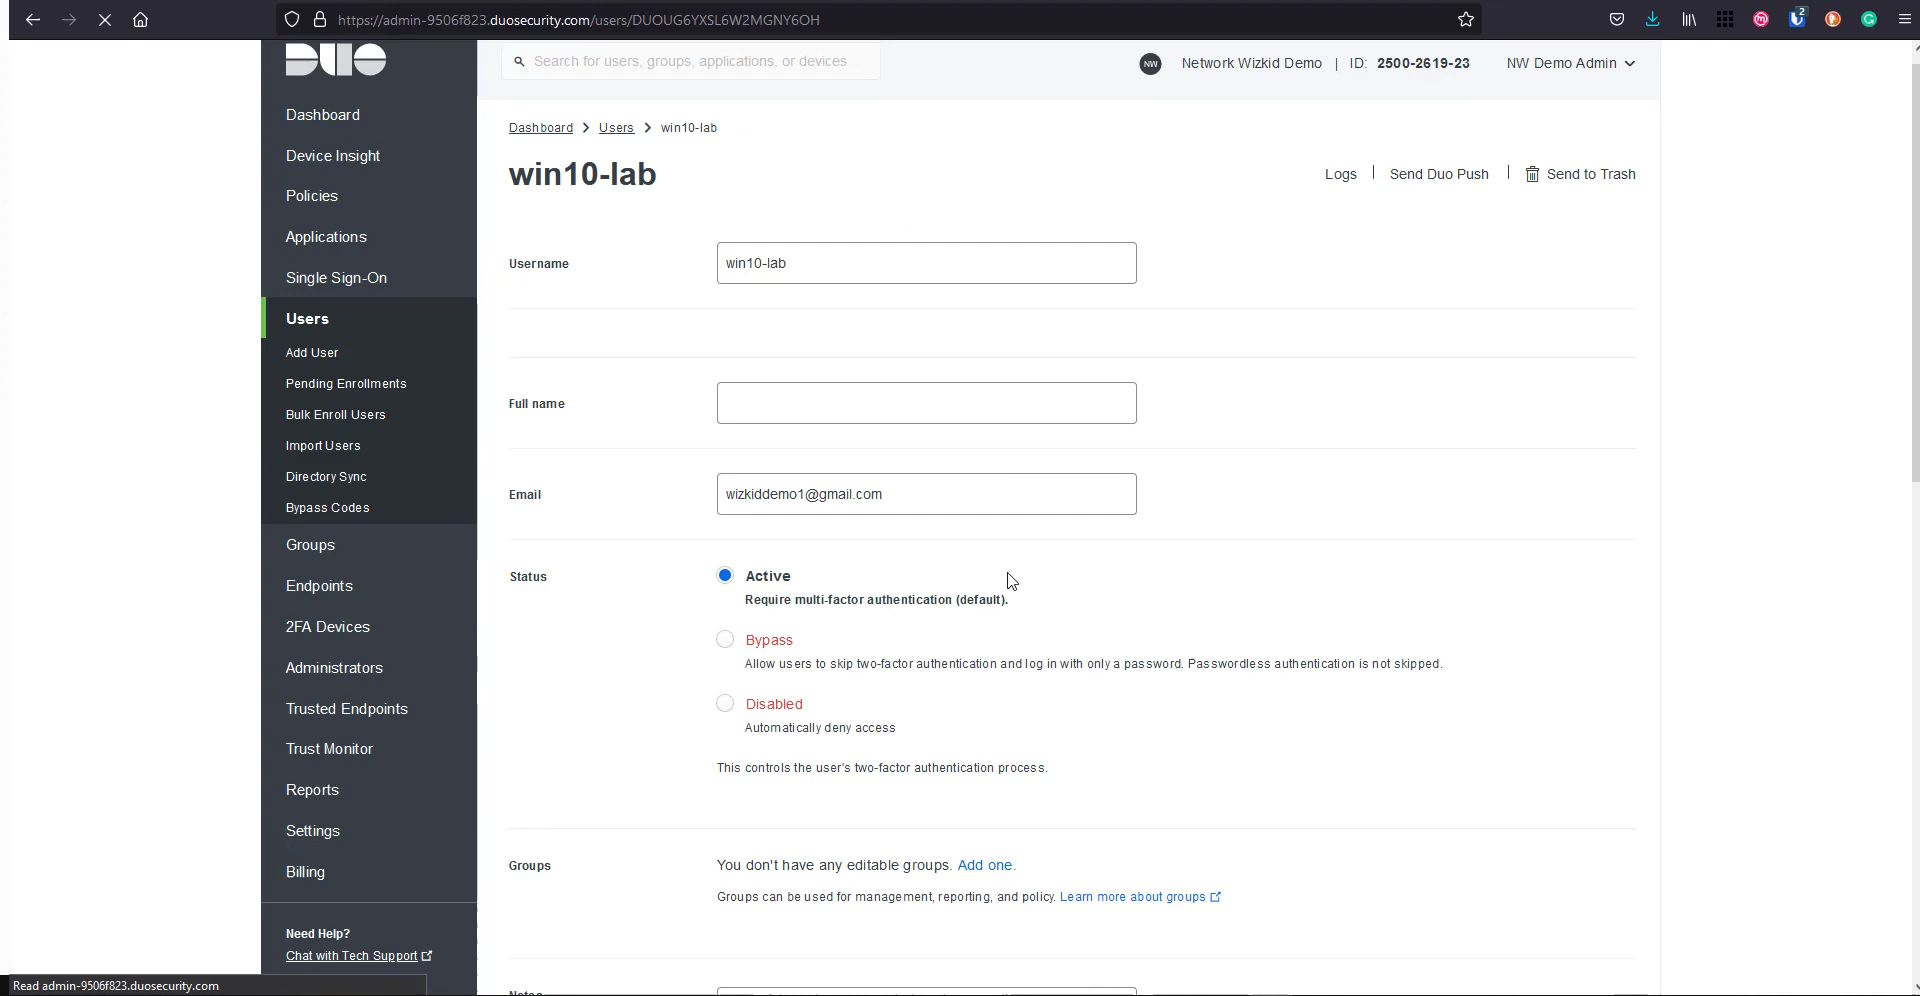 https://admin-9506f823.duosecurity.com/users/DUOUG6YXSL6W2MGNY6OH
2
DUO
Search for users, groups, applications, or devices
NW
Network Wizkid Demo | ID: 2500-2619-23
NW Demo Admin
Dashboard
Device Insight
Policies
Applications
Single Sign-On
Users
Add User
Pending Enrollments
Bulk Enroll Users
Import Users
Directory Sync
Bypass Codes
Groups
Endpoints
2FA Devices
Administrators
Trusted Endpoints
Trust Monitor
Reports
Settings
Billing
Need Help?
Chat with Tech Support
Dashboard > Users > win10-lab
win10-lab
Logs | Send Duo Push | Send to Trash
Username
win10-lab
Full name
Email
wizkiddemo1@gmail.com
Status
Active
Require multi-factor authentication (default).
Bypass
Allow users to skip two-factor authentication and log in with only a password. Passwordless authentication is not skipped.
Disabled
Automatically deny access
This controls the user's two-factor authentication process.
Groups
You don't have any editable groups. Add one.
Groups can be used for management, reporting, and policy. Learn more about groups
Notes
Read admin-9506f823.duosecurity.com